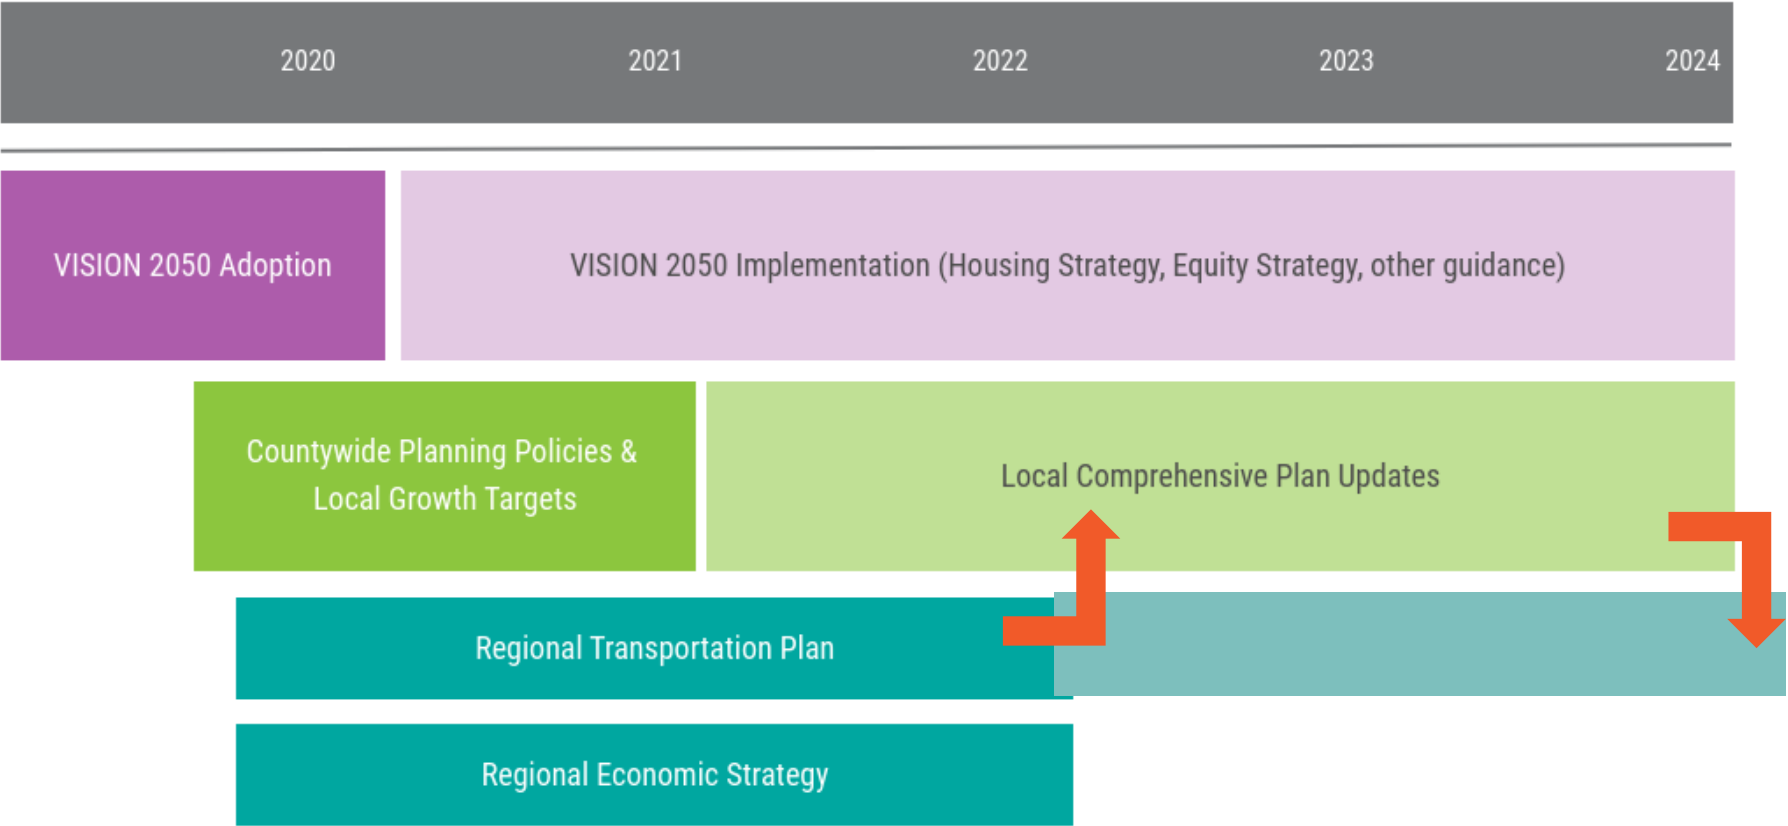 2020 2021 2022 2023 2024
VISION 2050 Adoption
VISION 2050 Implementation (Housing Strategy, Equity Strategy, other guidance)
Countywide Planning Policies &
Local Growth Targets
Local Comprehensive Plan Updates
Regional Transportation Plan
Regional Economic Strategy